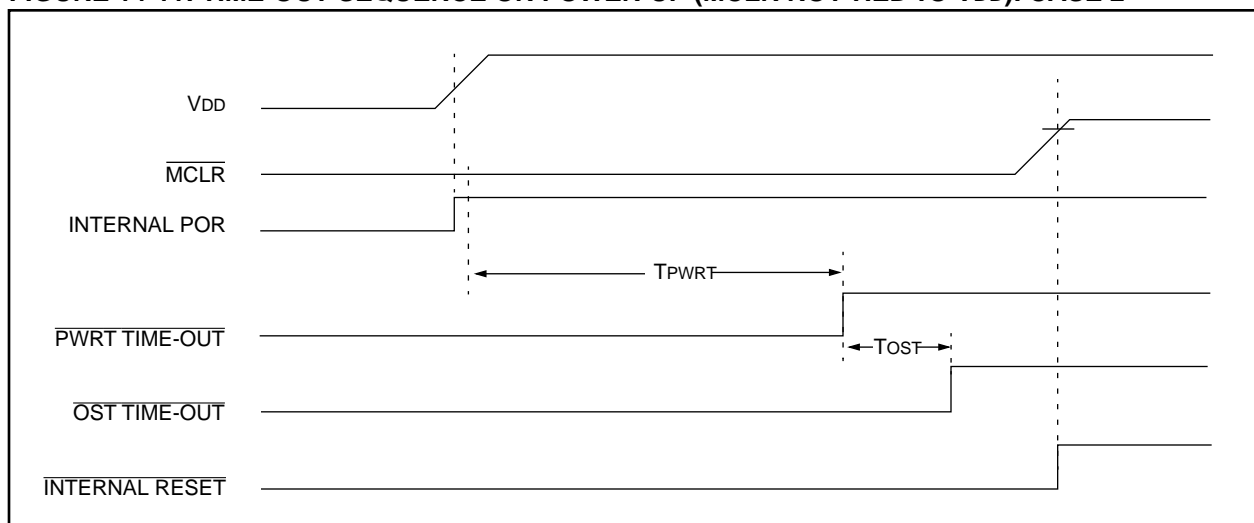 VDD
MCLR
INTERNAL POR
TPWRT
PWRT TIME-OUT
TOST
OST TIME-OUT
INTERNAL RESET